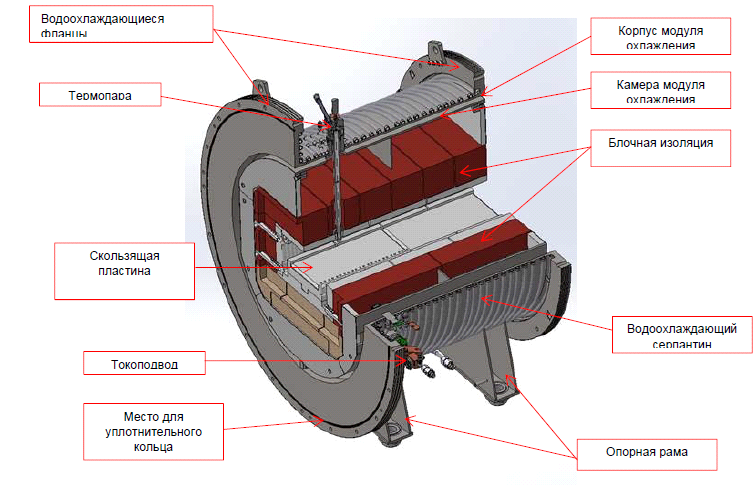 Водоохлаждающиеся
фланцы
Корпус модуля
охлаждения
Термопара
Камера модуля
охлаждения
Блочная изоляция
Скользящая
пластина
Водоохлаждающий
серпантин
Токоподвод
Место для
уплотнительного
кольца
Опорная рама